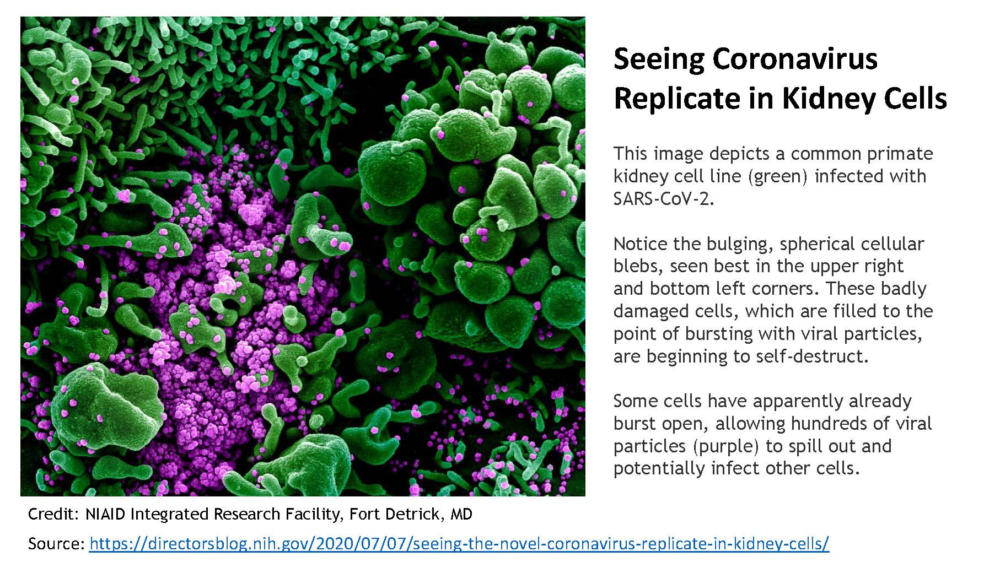 Seeing Coronavirus
Replicate in Kidney Cells
This image depicts a common primate
kidney cell line (green) infected with
SARS-CoV-2.
Notice the bulging, spherical cellular
blebs, seen best in the upper right
and bottom left corners. These badly
damaged cells, which are filled to the
point of bursting with viral particles,
are beginning to self-destruct.
Some cells have apparently already
burst open, allowing hundreds of viral
particles (purple) to spill out and
potentially infect other cells.
Credit: NIAID Integrated Research Facility, Fort Detrick, MD
Source: https://directorsblog.nih.gov/2020/07/07/seeing-the-novel-coronavirus-replicate-in-kidney-cells/